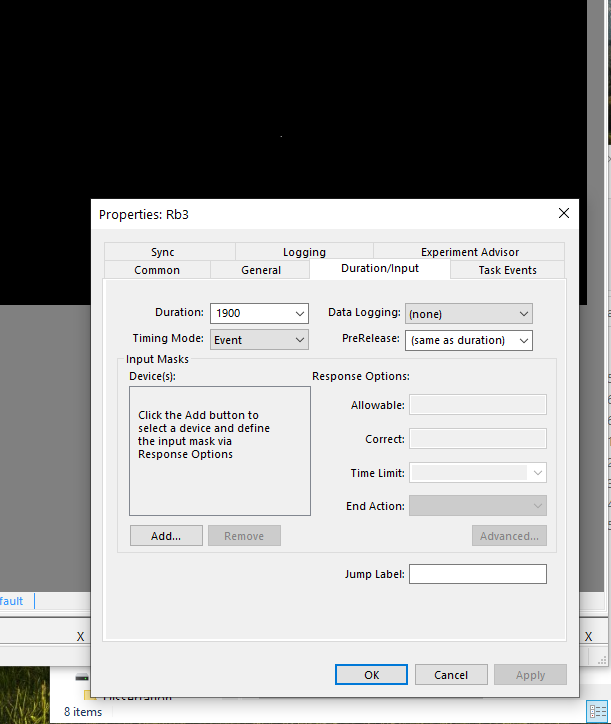 Properties: Rb3
Sync Logging Experiment Advisor
Common General Duration/Input Task Events
Duration: 1900 Data Logging: (none)
Timing Mode: Event PreRelease: (same as duration)
Input Masks
Device(s): Response Options:
Click the Add button to
select a device and define
the input mask via
Response Options
Allowable:
Correct:
Time Limit:
End Action:
Add... Remove Advanced...
Jump Label:
fault
X X
OK Cancel Apply
8 items